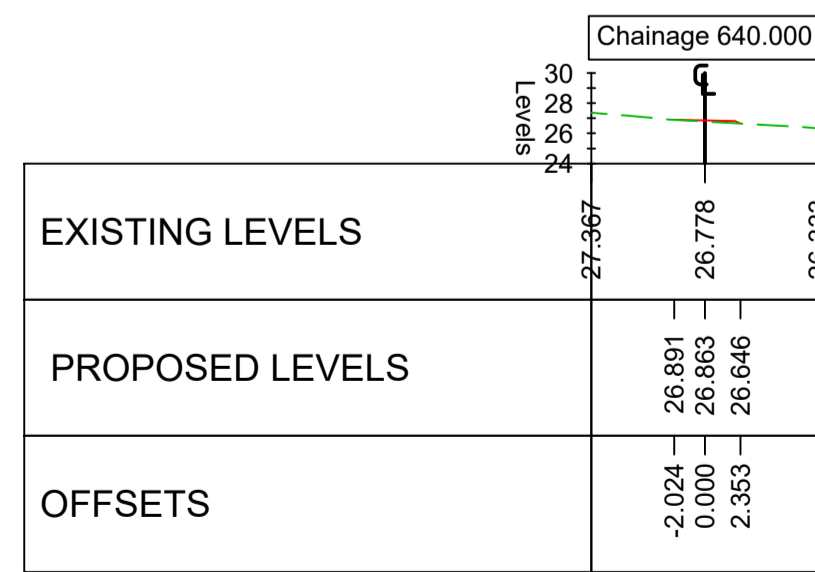 Chainage 640.000
CL
Levels
30
28
26
24
EXISTING LEVELS
27.367
26.778
PROPOSED LEVELS
26.891
26.863
26.646
OFFSETS
-2.024
0.000
2.353